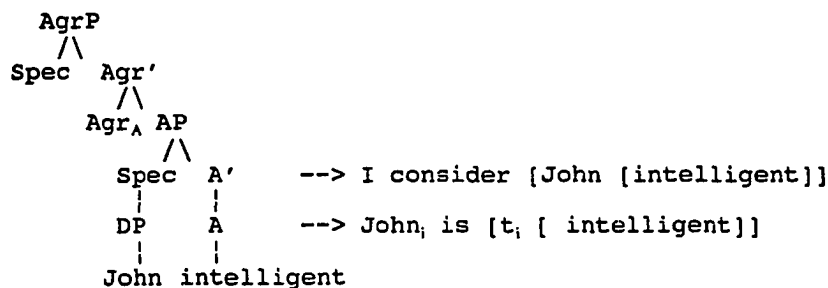 AgrP
/\
Spec Agr'
/\
Agr_A AP
/\
Spec A' --> I consider [John [intelligent]]
DP A --> John_i is [t_i [ intelligent]]
John intelligent